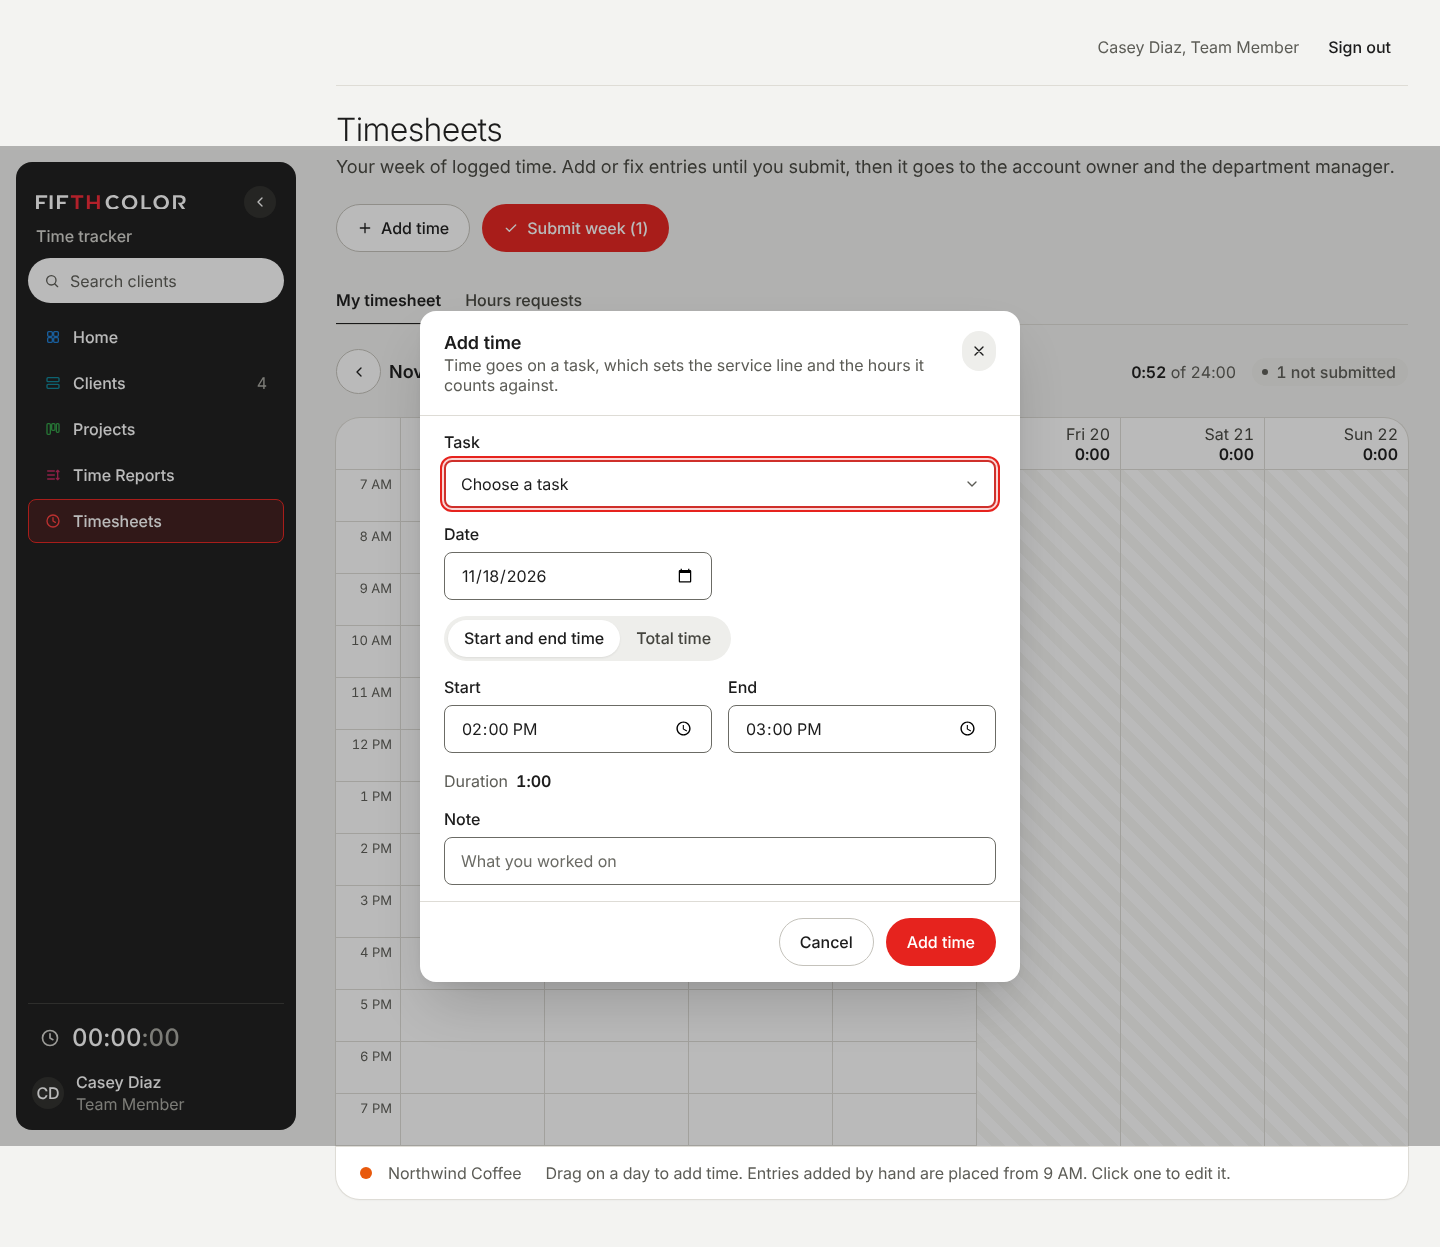 Casey Diaz, Team Member
Sign out
Timesheets
Your week of logged time. Add or fix entries until you submit, then it goes to the account owner and the department manager.
FIFTHCOLOR
Time tracker
Search clients
Home
Clients 4
Projects
Time Reports
Timesheets
00:00:00
CD
Casey Diaz
Team Member
Add time
Submit week (1)
My timesheet
Hours requests
Nov
0:52 of 24:00
1 not submitted
Fri 20
0:00
Sat 21
0:00
Sun 22
0:00
7 AM
8 AM
9 AM
10 AM
11 AM
12 PM
1 PM
2 PM
3 PM
4 PM
5 PM
6 PM
7 PM
Add time
Time goes on a task, which sets the service line and the hours it
counts against.
Task
Choose a task
Date
11/18/2026
Start and end time
Total time
Start
End
02:00 PM
03:00 PM
Duration 1:00
Note
What you worked on
Cancel
Add time
Northwind Coffee
Drag on a day to add time. Entries added by hand are placed from 9 AM. Click one to edit it.